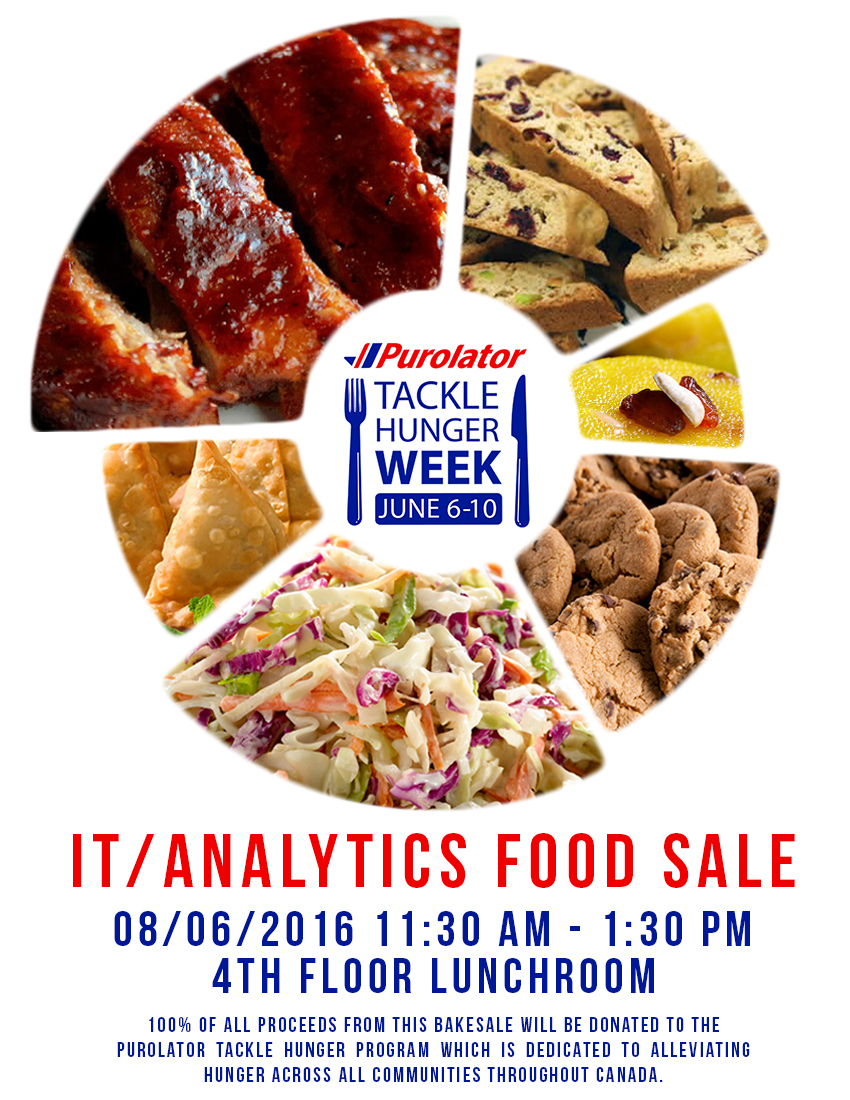 Purolator
TACKLE
HUNGER
WEEK
JUNE 6-10
IT/ANALYTICS FOOD SALE
08/06/2016 11:30 AM - 1:30 PM
4TH FLOOR LUNCHROOM
100% OF ALL PROCEEDS FROM THIS BAKESALE WILL BE DONATED TO THE
PUROLATOR TACKLE HUNGER PROGRAM WHICH IS DEDICATED TO ALLEVIATING
HUNGER ACROSS ALL COMMUNITIES THROUGHOUT CANADA.